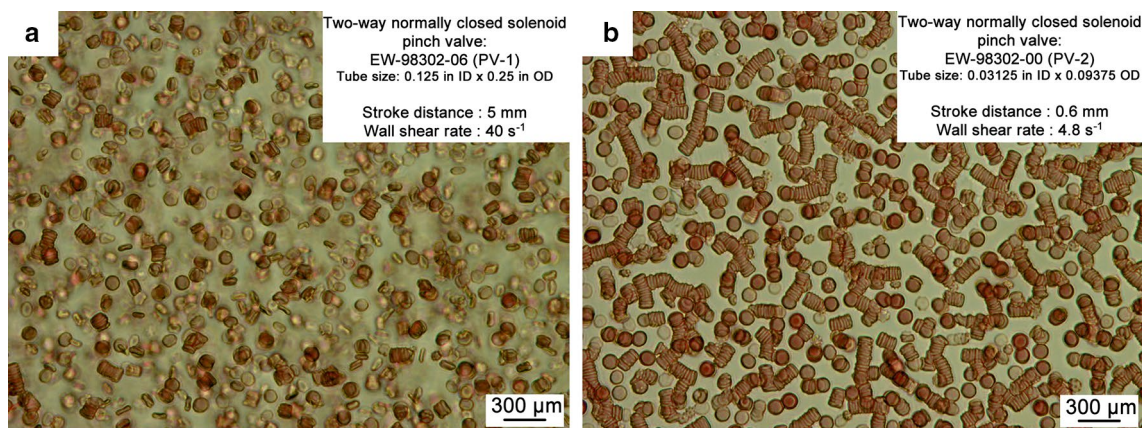 a
Two-way normally closed solenoid
pinch valve:
EW-98302-06 (PV-1)
Tube size: 0.125 in ID x 0.25 in OD
Stroke distance : 5 mm
Wall shear rate : 40 s⁻¹
300 µm
b
Two-way normally closed solenoid
pinch valve:
EW-98302-00 (PV-2)
Tube size: 0.03125 in ID x 0.09375 OD
Stroke distance : 0.6 mm
Wall shear rate : 4.8 s⁻¹
300 µm